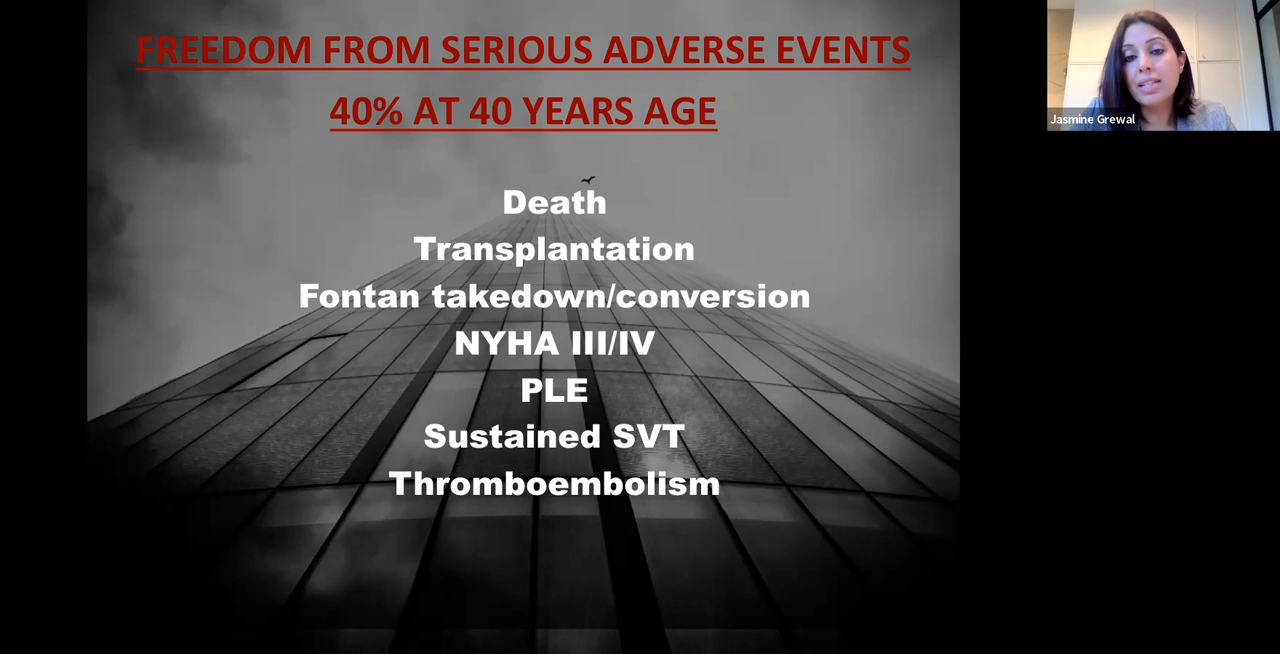 FREEDOM FROM SERIOUS ADVERSE EVENTS
40% AT 40 YEARS AGE
Death
Transplantation
Fontan takedown/conversion
NYHA III/IV
PLE
Sustained SVT
Thromboembolism
Jasmine Grewal